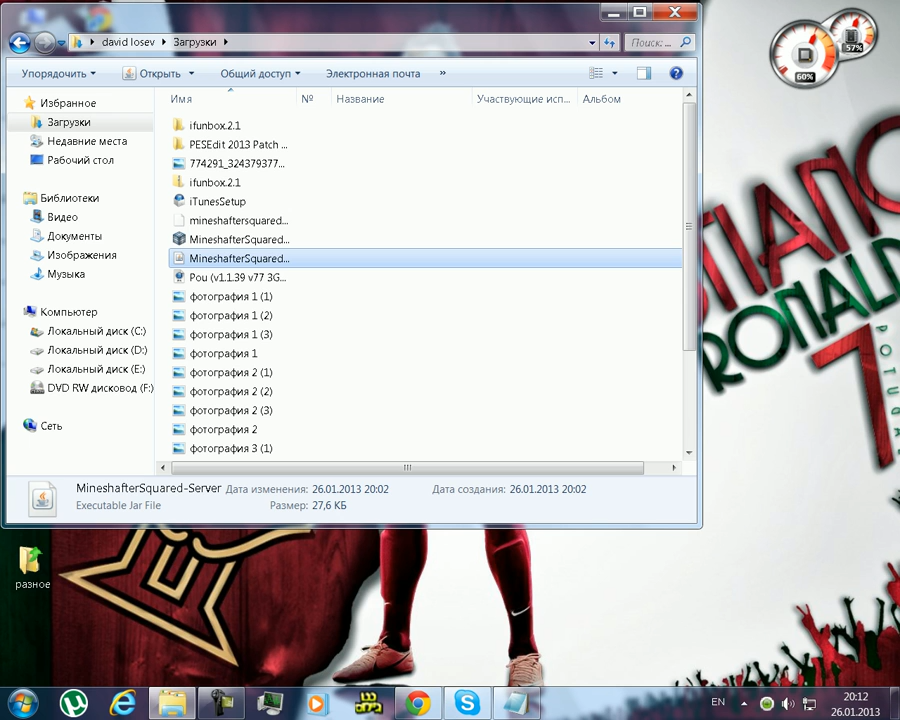 60%
57%
david losev
Загрузки
Поиск: ...
Упорядочить
Открыть
Общий доступ
Электронная почта
»
Избранное
Загрузки
Недавние места
Рабочий стол
Библиотеки
Видео
Документы
Изображения
Музыка
Компьютер
Локальный диск (C:)
Локальный диск (D:)
Локальный диск (E:)
DVD RW дисковод (F:)
Сеть
Имя
№
Название
Участвующие исп...
Альбом
ifunbox.2.1
PESEdit 2013 Patch ...
774291_324379377...
ifunbox.2.1
iTunesSetup
mineshaftersquared...
MineshafterSquared...
MineshafterSquared...
Pou (v1.1.39 v77 3G...
фотография 1 (1)
фотография 1 (2)
фотография 1 (3)
фотография 1
фотография 2 (1)
фотография 2 (2)
фотография 2 (3)
фотография 2
фотография 3 (1)
MineshafterSquared-Server
Дата изменения: 26.01.2013 20:02
Дата создания: 26.01.2013 20:02
Executable Jar File
Размер: 27,6 КБ
RONALD
7
разное
EN
20:12
26.01.2013